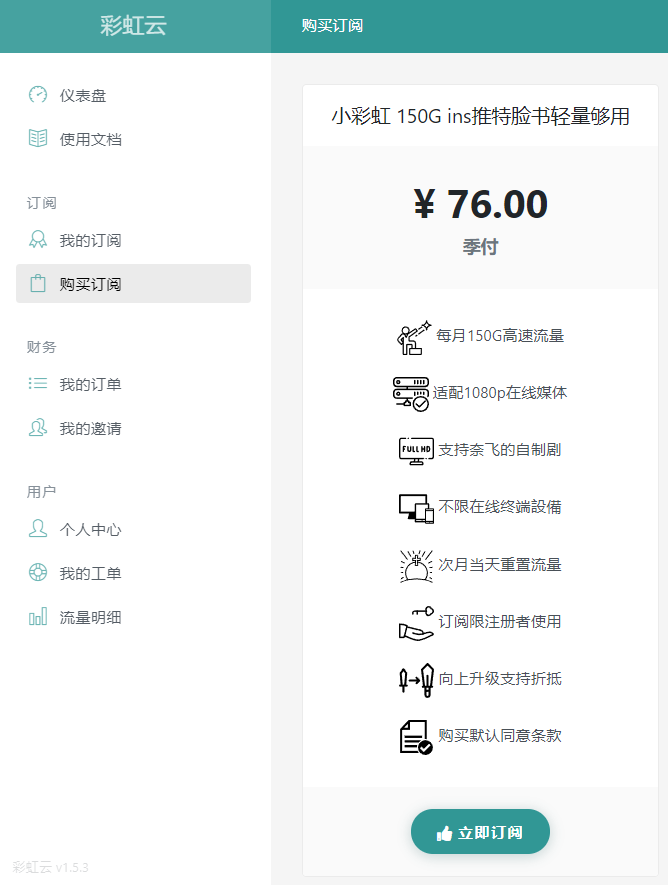 彩虹云
购买订阅
仪表盘
使用文档
订阅
我的订阅
购买订阅
财务
我的订单
我的邀请
用户
个人中心
我的工单
流量明细
彩虹云 v1.5.3
小彩虹 150G ins推特脸书轻量够用
¥ 76.00
季付
每月150G高速流量
适配1080p在线媒体
FULL HD
支持奈飞的自制剧
不限在线终端設備
次月当天重置流量
订阅限注册者使用
向上升级支持折抵
购买默认同意条款
立即订阅